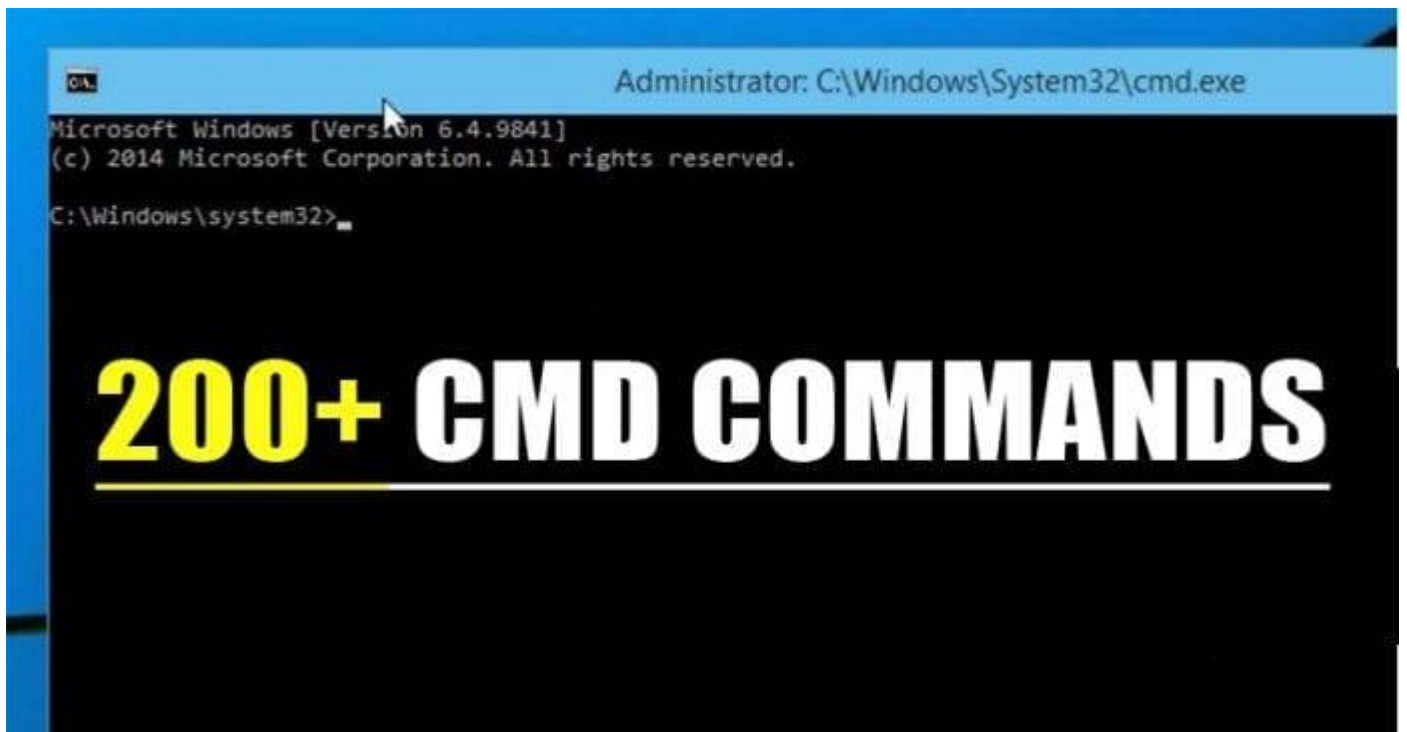 Administrator: C:\Windows\System32\cmd.exe
Microsoft Windows [Version 6.4.9841]
(c) 2014 Microsoft Corporation. All rights reserved.
C:\Windows\system32>_
200+ CMD COMMANDS